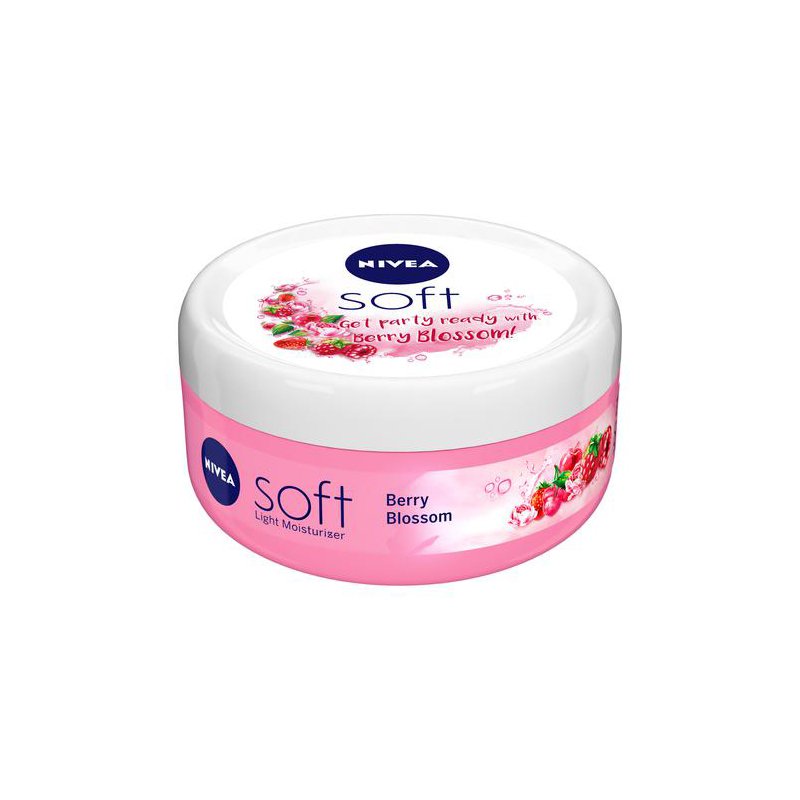 NIVEA
soft
Get party ready with
Berry Blossom!
NIVEA
soft
Light Moisturizer
Berry
Blossom